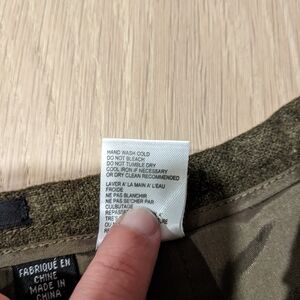 HAND WASH COLD
DO NOT BLEACH
DO NOT TUMBLE DRY
COOL IRON IF NECESSARY
OR DRY CLEAN RECOMMENDED
LAVER A' LA MAIN A' L'EAU
FROIDE
NE PAS BLANCHIR
NE PAS SECHER PAR
CULBUTAGE
FABRIQUÉ EN
CHINE
MADE IN
CHINA